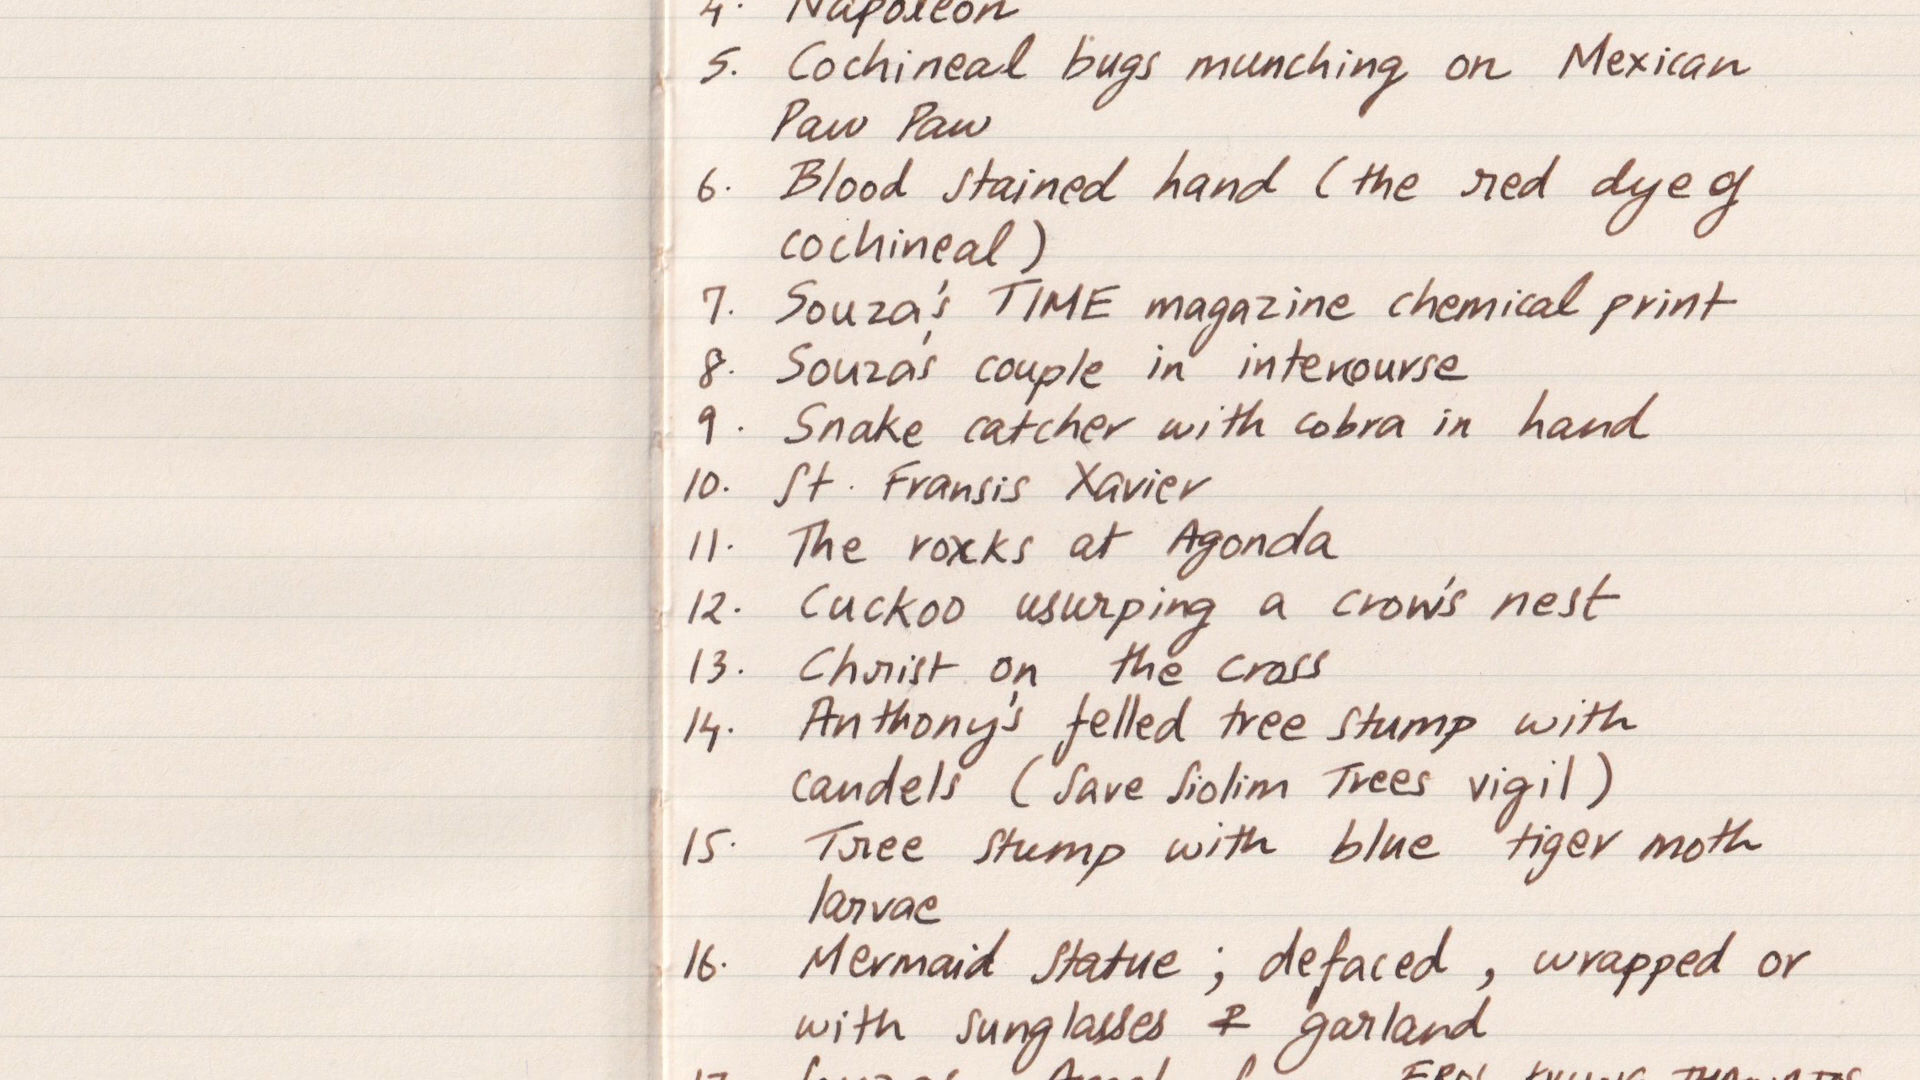 4. Napoleon
5. Cochineal bugs munching on Mexican
Paw Paw
6. Blood stained hand (the red dye of
cochineal)
7. Souza's TIME magazine chemical print
8. Souza's couple in intercourse
9. Snake catcher with cobra in hand
10. St. Fransis Xavier
11. The rocks at Agonda
12. Cuckoo usurping a crow's nest
13. Christ on the cross
14. Anthony's felled tree stump with
candels (Save Siolim Trees vigil)
15. Tree stump with blue tiger moth
larvae
16. Mermaid statue ; defaced , wrapped or
with sunglasses & garland
17.